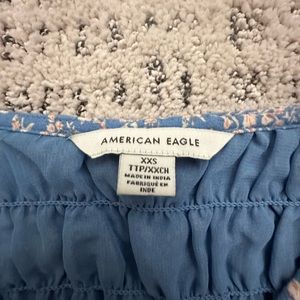 AMERICAN EAGLE
XXS
TTP/XXCH
MADE IN INDIA
FABRIQUÉ EN
INDE